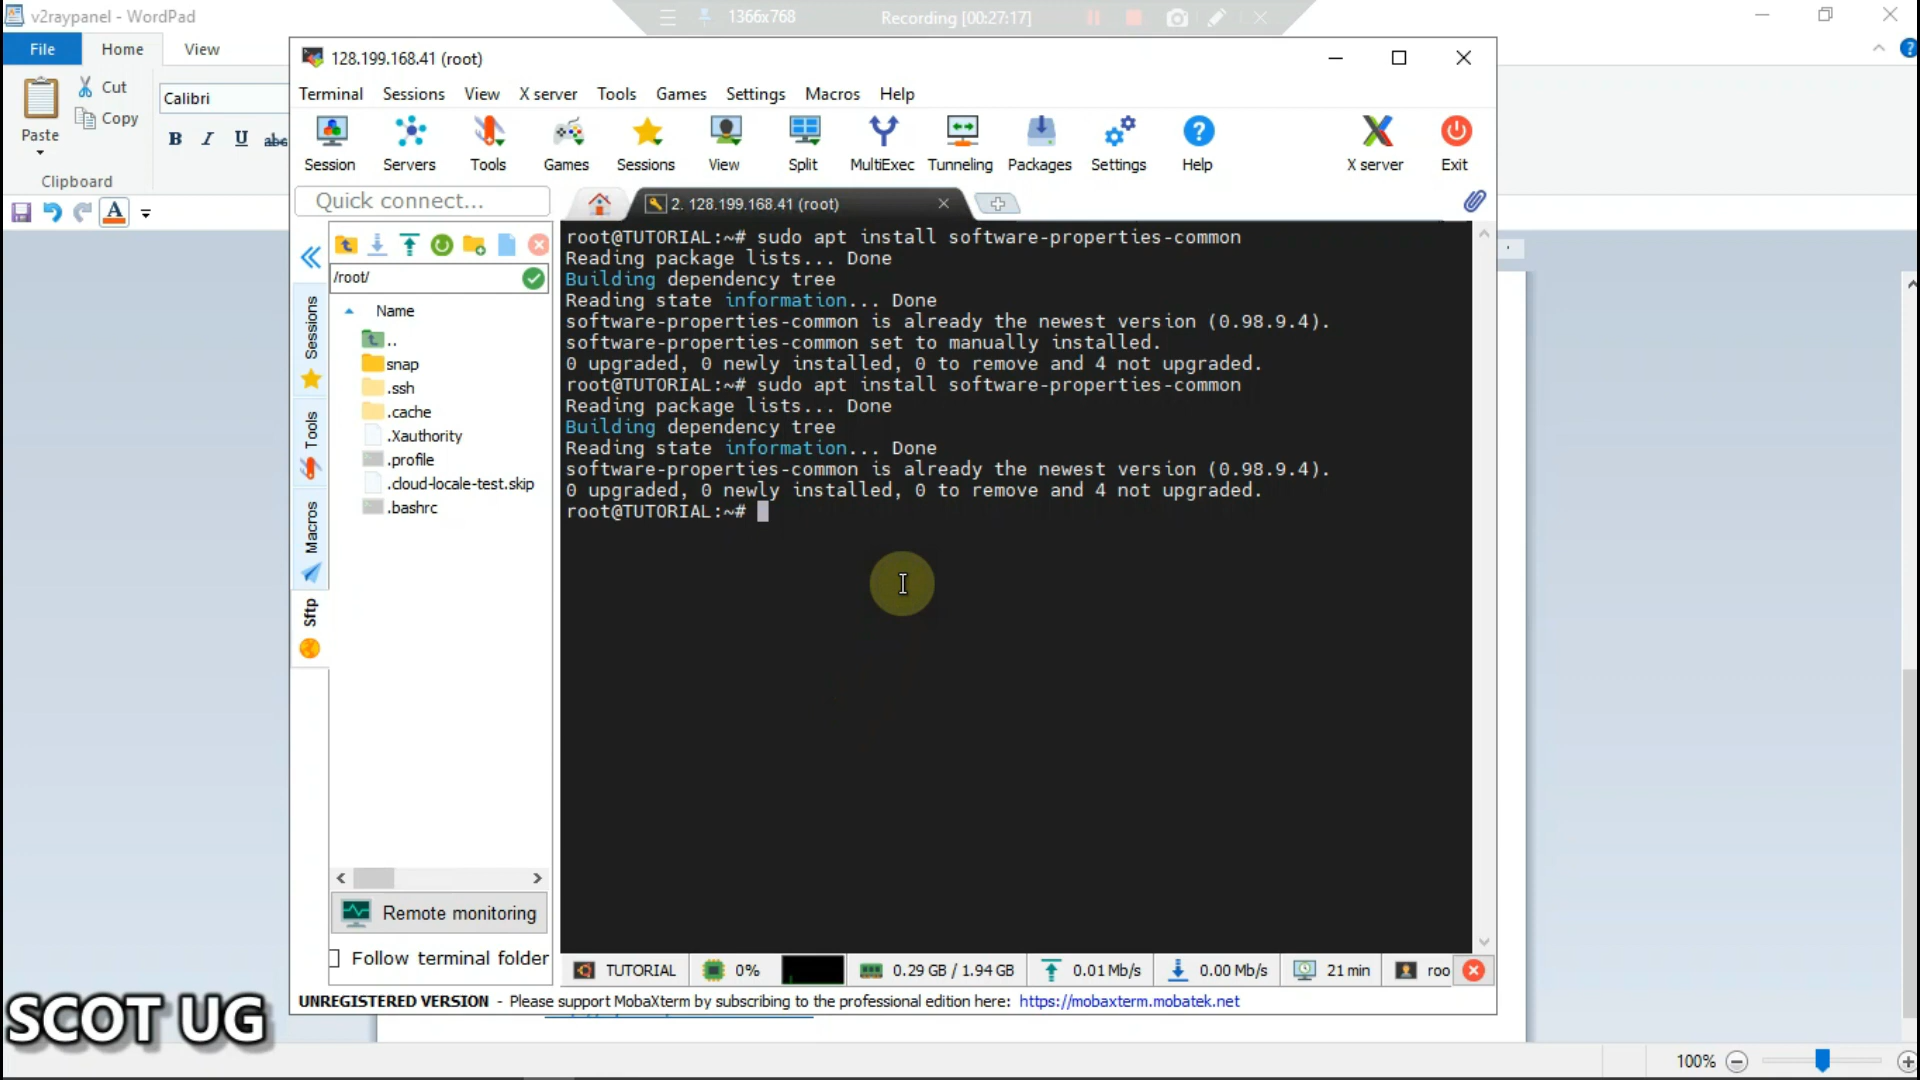 v2raypanel - WordPad
1366x768
Recording [00:27:17]
File
Home
View
Paste
Cut
Copy
Clipboard
Calibri
B I U abc
128.199.168.41 (root)
Terminal Sessions View X server Tools Games Settings Macros Help
Session Servers Tools Games Sessions View Split MultiExec Tunneling Packages Settings Help X server Exit
Quick connect...
2. 128.199.168.41 (root)
/root/
Name
..
snap
.ssh
.cache
.Xauthority
.profile
.cloud-locale-test.skip
.bashrc
Sessions
Tools
Macros
Sftp
Remote monitoring
Follow terminal folder
root@TUTORIAL:~# sudo apt install software-properties-common
Reading package lists... Done
Building dependency tree
Reading state information... Done
software-properties-common is already the newest version (0.98.9.4).
software-properties-common set to manually installed.
0 upgraded, 0 newly installed, 0 to remove and 4 not upgraded.
root@TUTORIAL:~# sudo apt install software-properties-common
Reading package lists... Done
Building dependency tree
Reading state information... Done
software-properties-common is already the newest version (0.98.9.4).
0 upgraded, 0 newly installed, 0 to remove and 4 not upgraded.
root@TUTORIAL:~#
TUTORIAL 0% 0.29 GB / 1.94 GB 0.01 Mb/s 0.00 Mb/s 21 min roo
UNREGISTERED VERSION - Please support MobaXterm by subscribing to the professional edition here: https://mobaxterm.mobatek.net
SCOT UG
100%